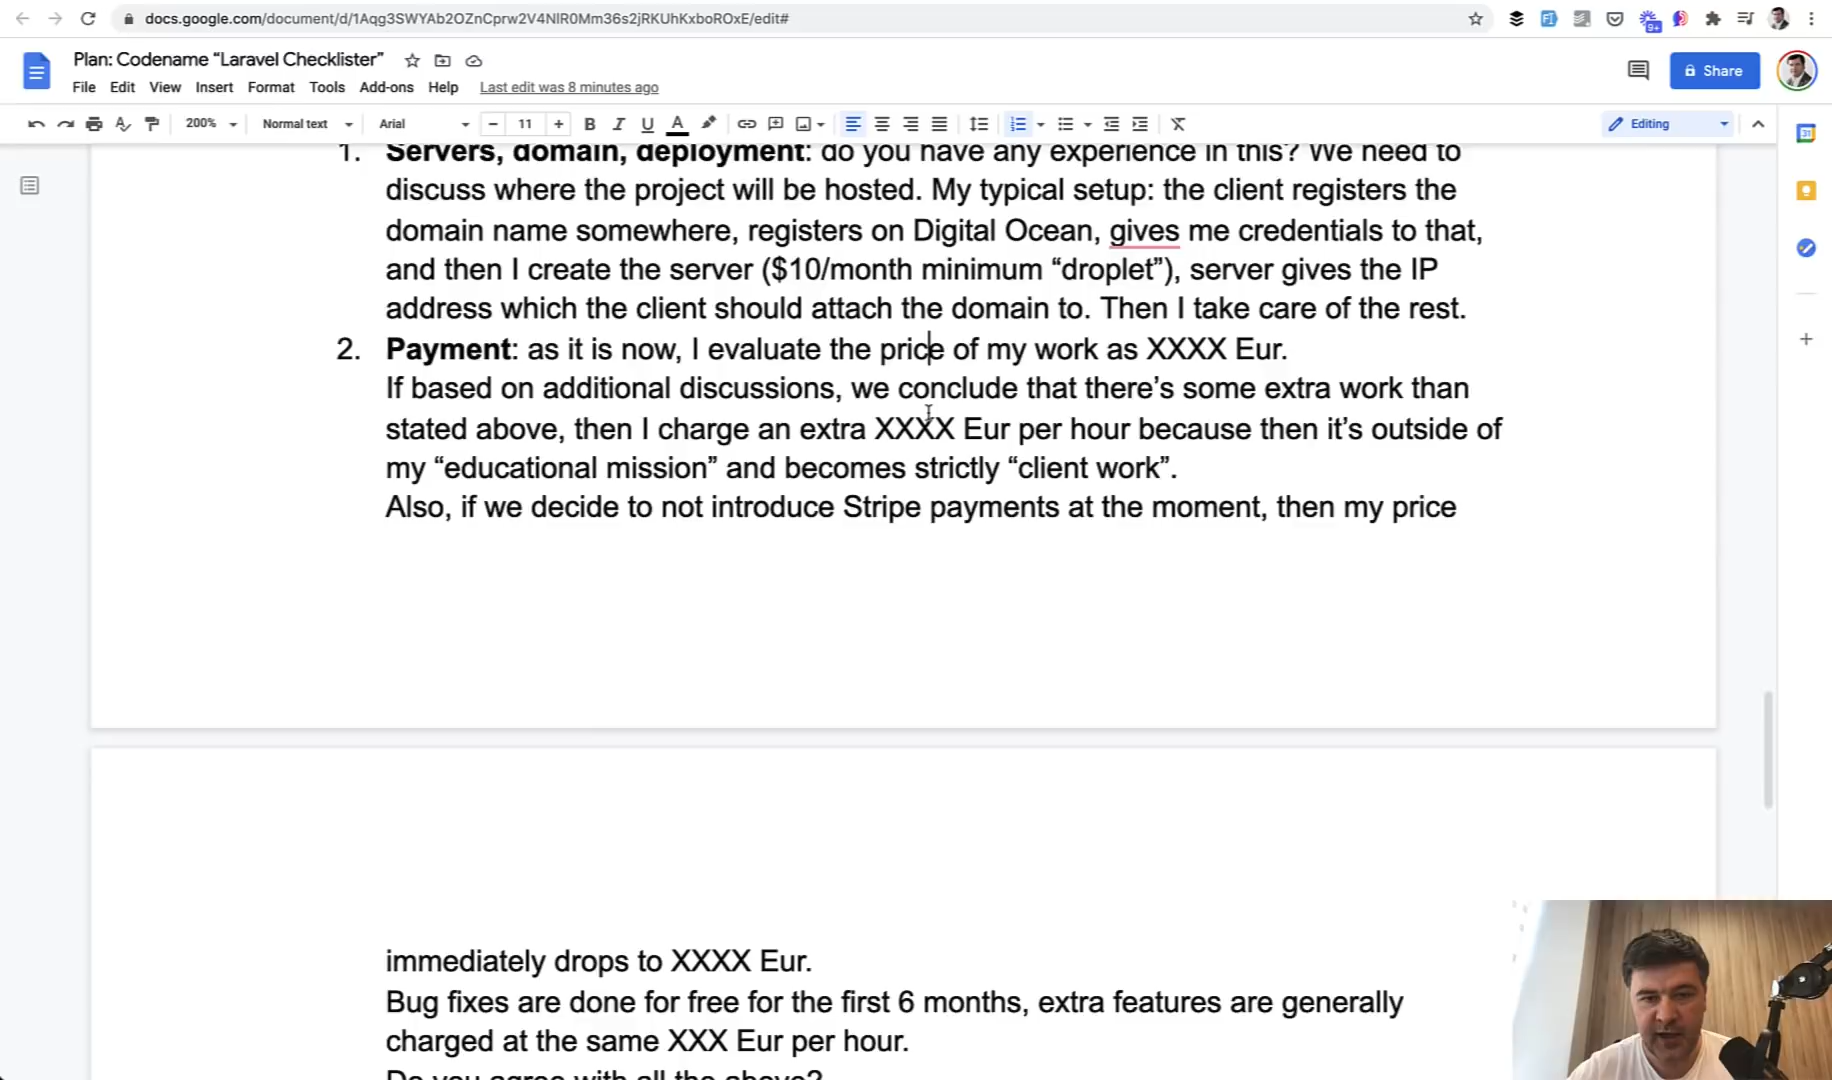 docs.google.com/document/d/1Aqg3SWYAb2OZnCprw2V4NlR0Mm36s2jRKUhKxboROxE/edit#
9+
Plan: Codename “Laravel Checklister”
File Edit View Insert Format Tools Add-ons Help Last edit was 8 minutes ago
Share
200% Normal text Arial 11 B I U A Editing
31
1. Servers, domain, deployment: do you have any experience in this? We need to
discuss where the project will be hosted. My typical setup: the client registers the
domain name somewhere, registers on Digital Ocean, gives me credentials to that,
and then I create the server ($10/month minimum “droplet”), server gives the IP
address which the client should attach the domain to. Then I take care of the rest.
2. Payment: as it is now, I evaluate the price of my work as XXXX Eur.
If based on additional discussions, we conclude that there’s some extra work than
stated above, then I charge an extra XXXX Eur per hour because then it’s outside of
my “educational mission” and becomes strictly “client work”.
Also, if we decide to not introduce Stripe payments at the moment, then my price
immediately drops to XXXX Eur.
Bug fixes are done for free for the first 6 months, extra features are generally
charged at the same XXX Eur per hour.
Do you agree with all the above?